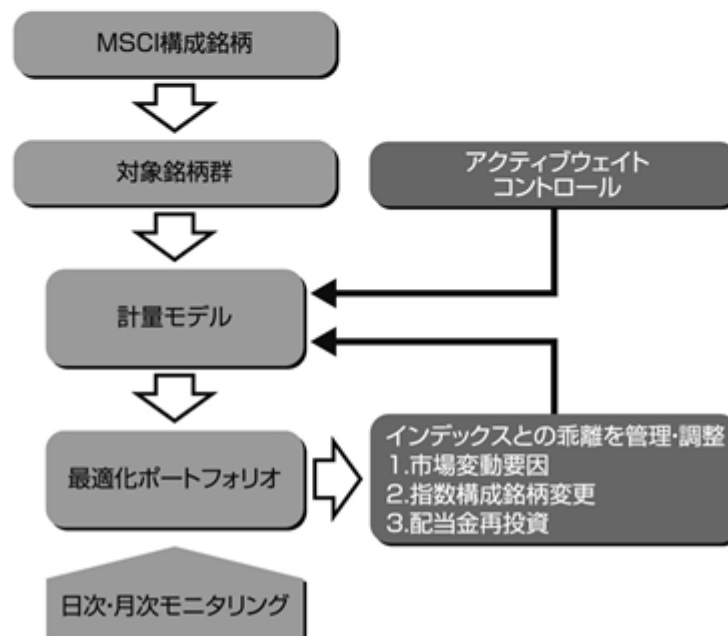 MSCI構成銘柄
対象銘柄群
アクティブウェイト
コントロール
計量モデル
最適化ポートフォリオ
インデックスとの乖離を管理･調整
1.市場変動要因
2.指数構成銘柄変更
3.配当金再投資
日次･月次モニタリング